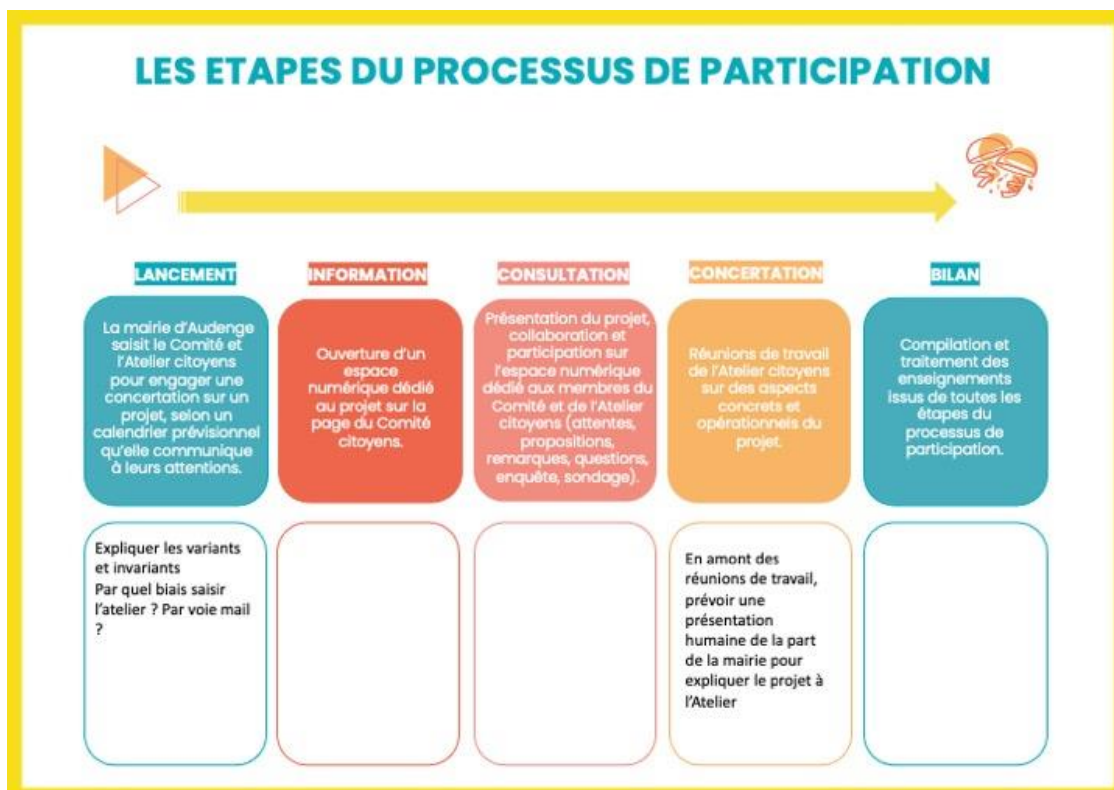 LES ETAPES DU PROCESSUS DE PARTICIPATION
LANCEMENT
La mairie d'Audenge
saisit le Comité et
l'Atelier citoyens
pour engager une
concertation sur un
projet, selon un
calendrier prévisionnel
qu'elle communique
à leurs attentions.
Expliquer les variants
et invariants
Par quel biais saisir
l'atelier ? Par voie mail
?
INFORMATION
Ouverture d'un
espace
numérique dédié
au projet sur la
page du Comité
citoyens.
CONSULTATION
Présentation du projet,
collaboration et
participation sur
l'espace numérique
dédié aux membres du
Comité et de l'Atelier
citoyens (attentes,
propositions,
remarques, questions,
enquête, sondage).
CONCERTATION
Réunions de travail
de l'Atelier citoyens
sur des aspects
concrets et
opérationnels du
projet.
En amont des
réunions de travail,
prévoir une
présentation
humaine de la part
de la mairie pour
expliquer le projet à
l'Atelier
BILAN
Compilation et
traitement des
enseignements
issus de toutes les
étapes du
processus de
participation.